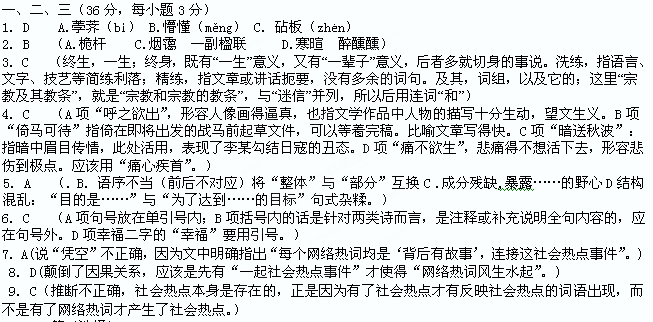 一、二、三（36分，每小题3分）
1. D （A.荸荠（bí）B.懵懂（měng） C. 砧板（zhēn）
2. B （A.桅杆 C.烟霭 一副楹联 D.寒暄 醉醺醺）
3. C （终生，一生；终身，既有“一生”意义，又有“一辈子”意义，后者多就切身的事说。洗练，指语言、
文字、技艺等简练利落；精练，指文章或讲话扼要，没有多余的词句。及其，词组，以及它的；这里“宗
教及其教条”，就是“宗教和宗教的教条”，与“迷信”并列，所以后用连词“和”）
4. C （A项“呼之欲出”，形容人像画得逼真，也指文学作品中人物的描写十分生动，望文生义。B项
“倚马可待”指倚在即将出发的战马前起草文件，可以等着完稿。比喻文章写得快。C项“暗送秋波”：
指暗中眉目传情，此处活用，表现了李某勾结日寇的丑态。D项“痛不欲生”，悲痛得不想活下去，形容悲
伤到极点。应该用“痛心疾首”。）
5. A （.B.语序不当（前后不对应）将“整体”与“部分”互换C.成分残缺,暴露……的野心D结构
混乱：“目的是……”与“为了达到……的目标”句式杂糅。）
6. C （A项句号放在单引号内；B项括号内的话是针对两类诗而言，是注释或补充说明全句内容的，应
在句号外。D项幸福二字的“幸福”要用引号。）
7. A(说“凭空”不正确，因为文中明确指出“每个网络热词均是‘背后有故事’，连接这社会热点事件”。)
8. D(颠倒了因果关系，应该是先有“一起社会热点事件”才使得“网络热词风生水起”。)
9. C（推断不正确，社会热点本身是存在的，正是因为有了社会热点才有反映社会热点的词语出现，而
不是有了网络热词才产生了社会热点。）